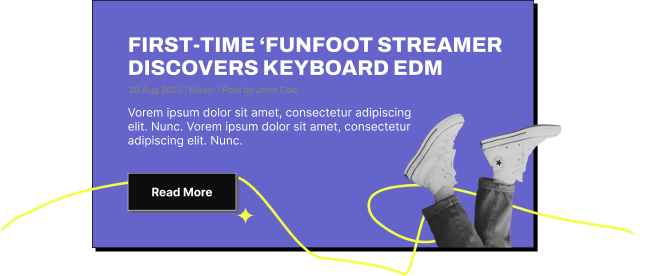 FIRST-TIME ‘FUNFOOT STREAMER
DISCOVERS KEYBOARD EDM
28 Aug 2021 / Music / Post by John Doe
Vorem ipsum dolor sit amet, consectetur adipiscing
elit. Nunc. Vorem ipsum dolor sit amet, consectetur
adipiscing elit. Nunc.
Read More